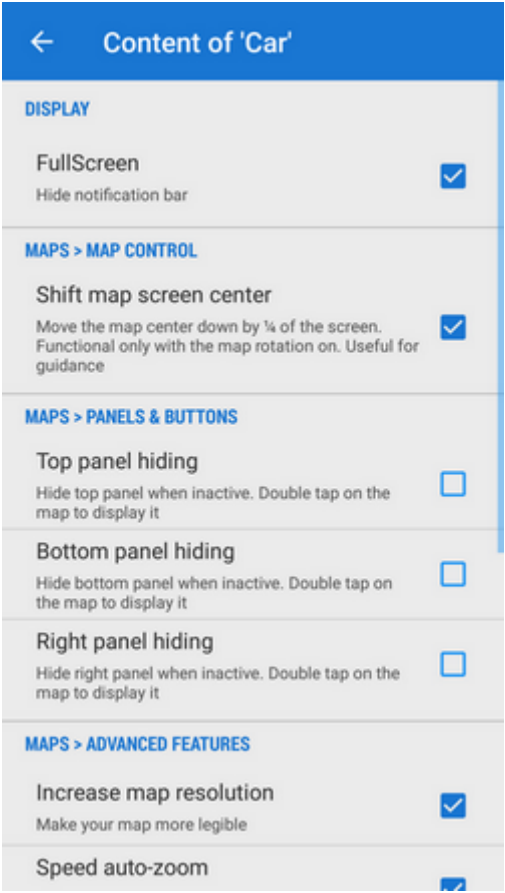 Content of 'Car'
DISPLAY
FullScreen
Hide notification bar
MAPS > MAP CONTROL
Shift map screen center
Move the map center down by ¼ of the screen.
Functional only with the map rotation on. Useful for
guidance
MAPS > PANELS & BUTTONS
Top panel hiding
Hide top panel when inactive. Double tap on the
map to display it
Bottom panel hiding
Hide bottom panel when inactive. Double tap on
the map to display it
Right panel hiding
Hide right panel when inactive. Double tap on the
map to display it
MAPS > ADVANCED FEATURES
Increase map resolution
Make your map more legible
Speed auto-zoom